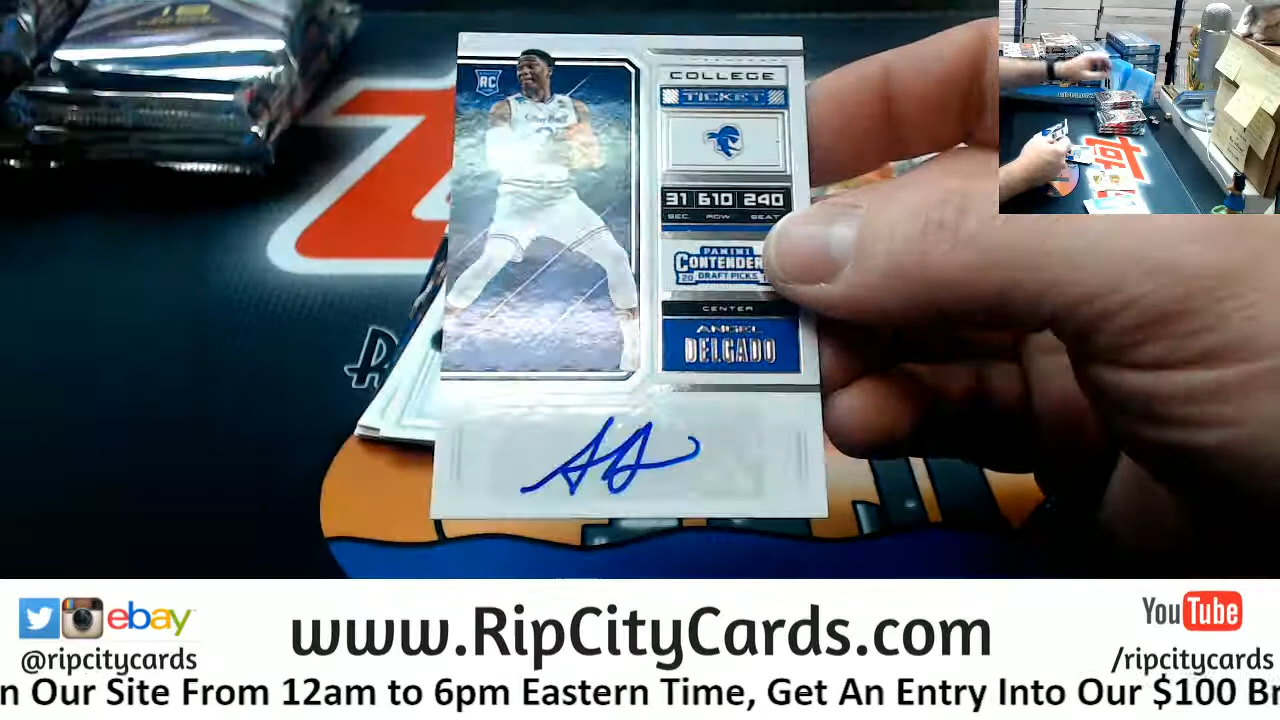 RC
COLLEGE
TICKET
31 610 240
SEC. ROW SEAT
PANINI
CONTENDERS
20 DRAFT PICKS
CENTER
ANGEL
DELGADO
ebay
www.RipCityCards.com
YouTube
@ripcitycards
/ripcitycards
n Our Site From 12am to 6pm Eastern Time, Get An Entry Into Our $100 Br